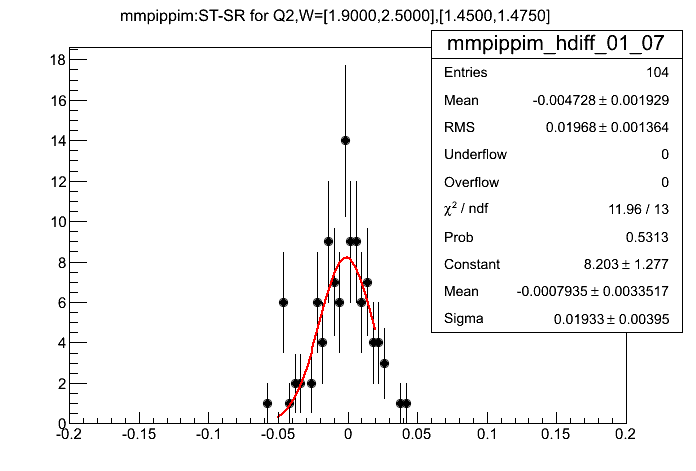 mmpippim:ST-SR for Q2,W=[1.9000,2.5000],[1.4500,1.4750]
mmpippim_hdiff_01_07
Entries 104
Mean -0.004728 ± 0.001929
RMS 0.01968 ± 0.001364
Underflow 0
Overflow 0
χ² / ndf 11.96 / 13
Prob 0.5313
Constant 8.203 ± 1.277
Mean -0.0007935 ± 0.0033517
Sigma 0.01933 ± 0.00395
18
16
14
12
10
8
6
4
2
0
-0.2 -0.15 -0.1 -0.05 0 0.05 0.1 0.15 0.2